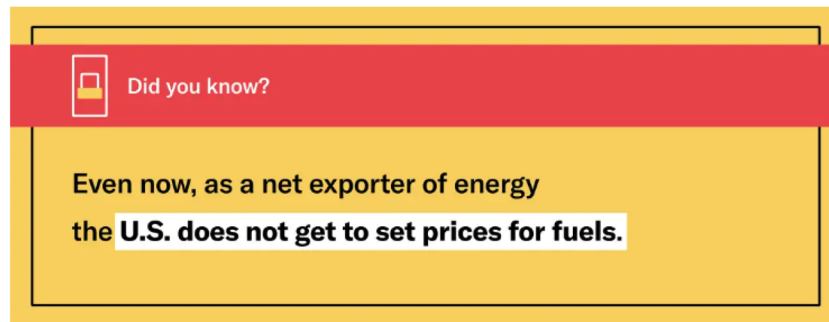 Did you know?
Even now, as a net exporter of energy
the U.S. does not get to set prices for fuels.